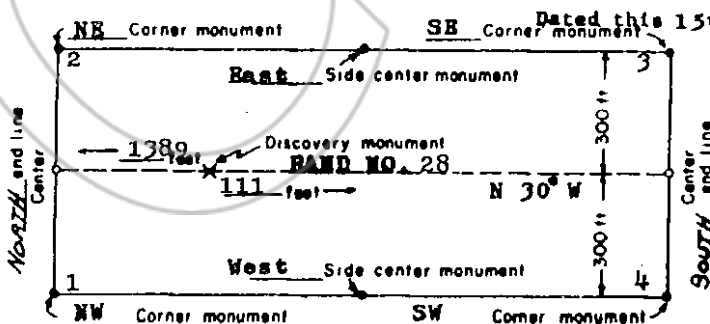 Dated this 15
NE Corner monument SE Corner monument
2 3
East Side center monument
300 ft
1389 feet Discovery monument
RAND NO. 28
NORTH end line
Center
111 feet
N 30° W
Center
SOUTH end line
300 ft
West Side center monument
1 4
NW Corner monument SW Corner monument